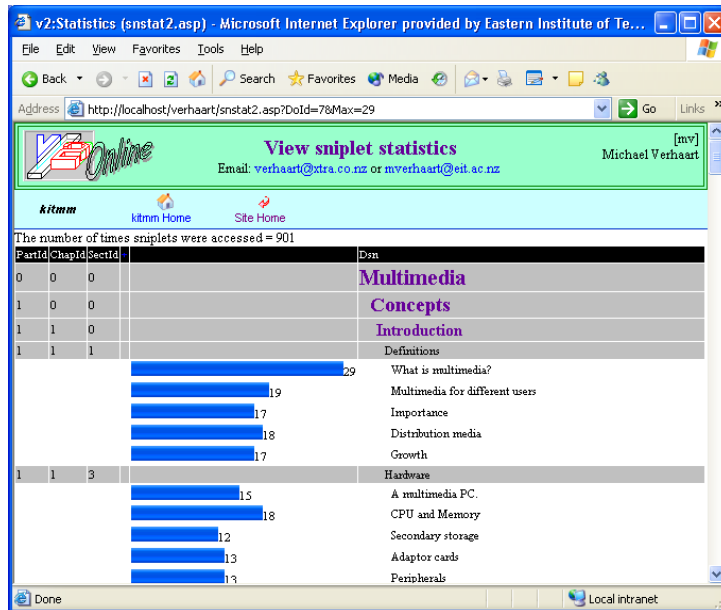 v2:Statistics (snstat2.asp) - Microsoft Internet Explorer provided by Eastern Institute of Te...
File Edit View Favorites Tools Help
Back Search Favorites Media
Address http://localhost/verhaart/snstat2.asp?DoId=7&Max=29 Go Links »
Online View sniplet statistics [mv]
Email: verhaart@xtra.co.nz or mverhaart@eit.ac.nz Michael Verhaart
kitmm kitmm Home Site Home
The number of times sniplets were accessed = 901
PartId ChapId SectId Dsn
0 0 0 Multimedia
1 0 0 Concepts
1 1 0 Introduction
1 1 1 Definitions
29 What is multimedia?
19 Multimedia for different users
17 Importance
18 Distribution media
17 Growth
1 1 3 Hardware
15 A multimedia PC.
18 CPU and Memory
12 Secondary storage
13 Adaptor cards
13 Peripherals
Done Local intranet